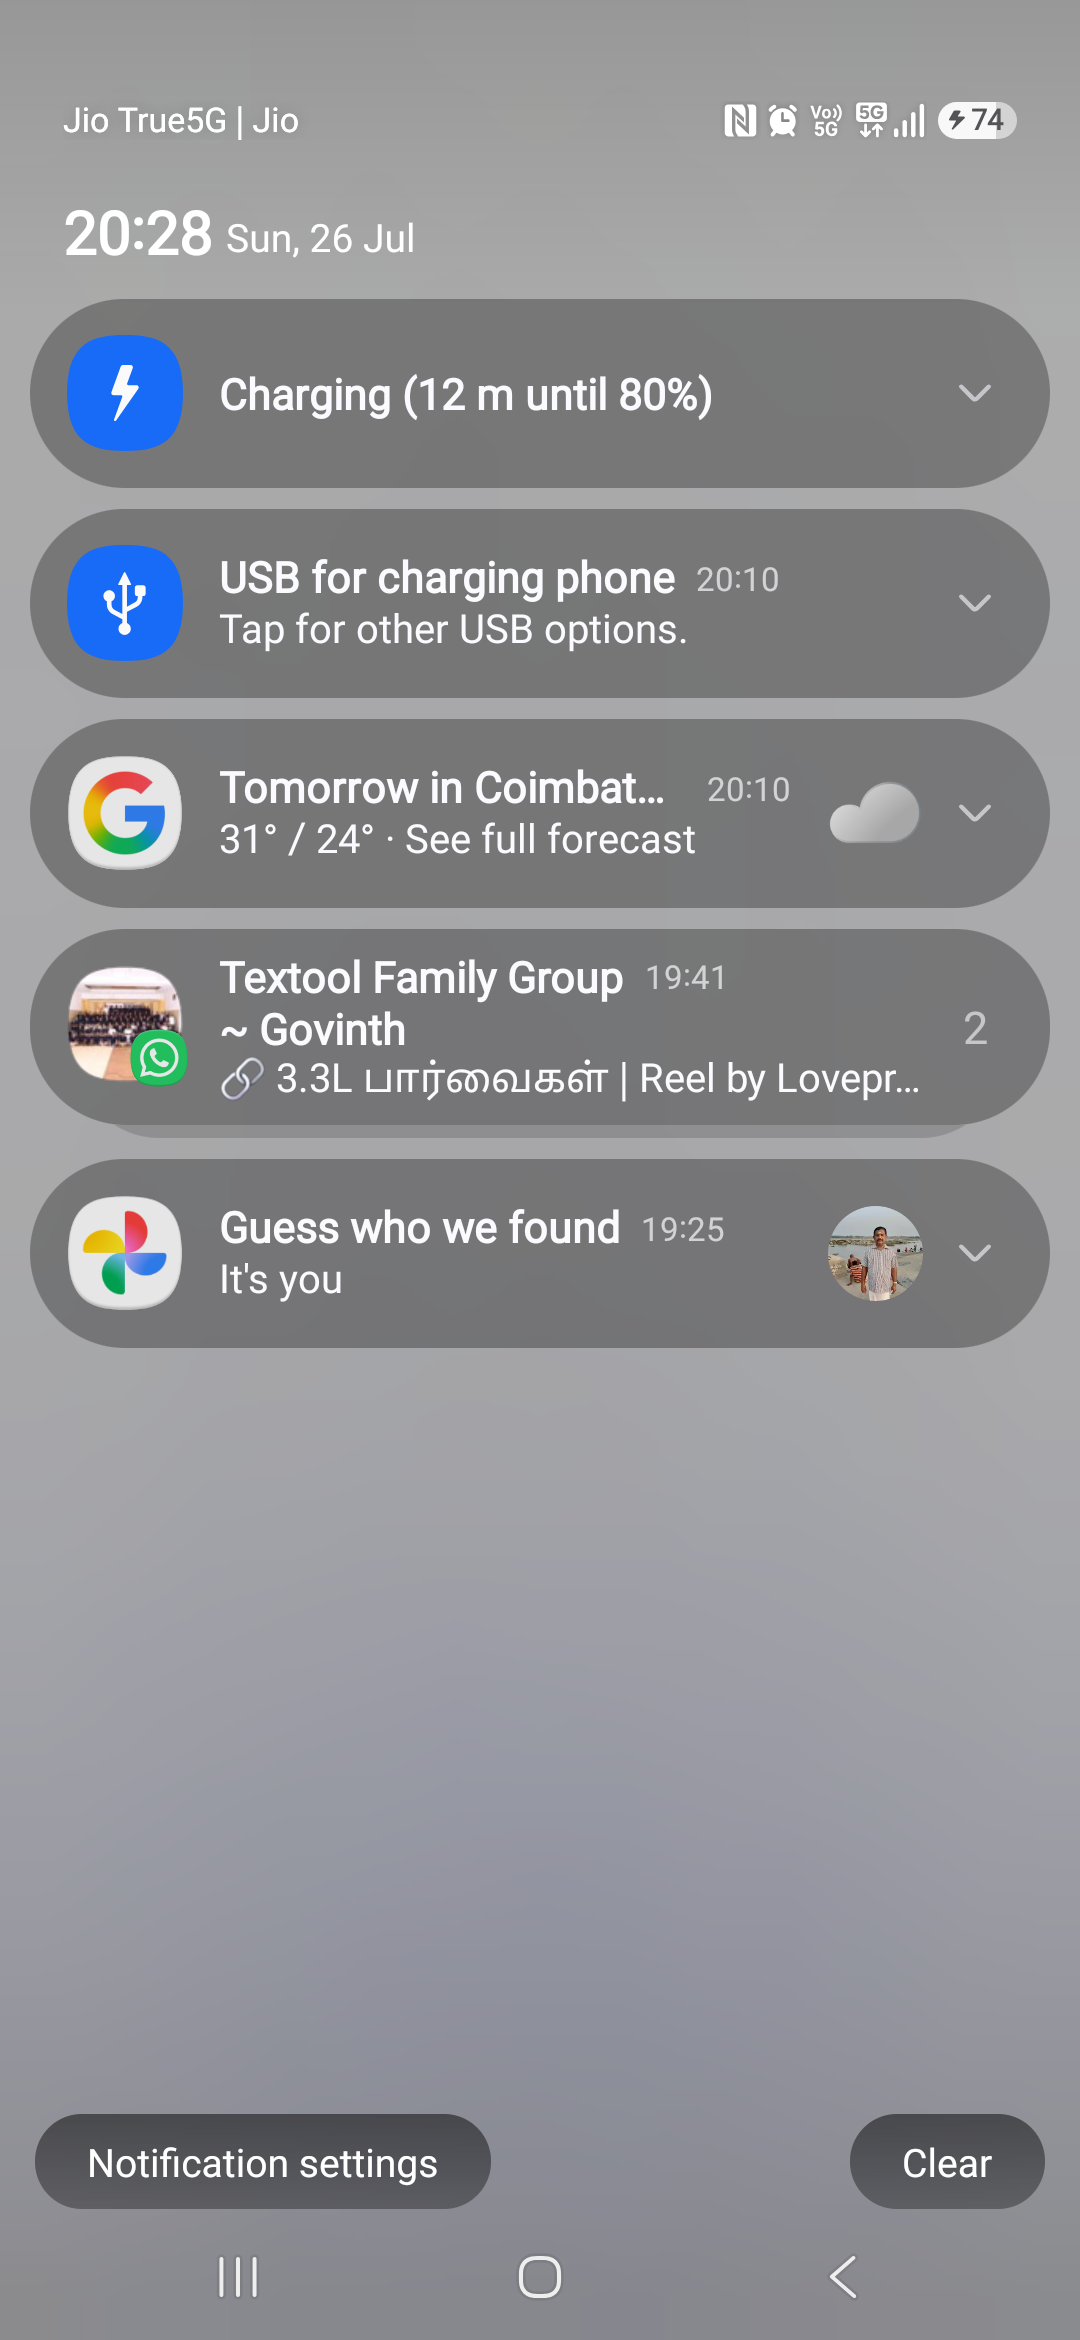 Jio True5G | Jio
Vo)) 5G
5G
74
20:28 Sun, 26 Jul
Charging (12 m until 80%)
USB for charging phone 20:10
Tap for other USB options.
Tomorrow in Coimbat... 20:10
31° / 24° · See full forecast
Textool Family Group 19:41
~ Govinth
2
🔗 3.3L பார்வைகள் | Reel by Lovepr...
Guess who we found 19:25
It's you
Notification settings
Clear